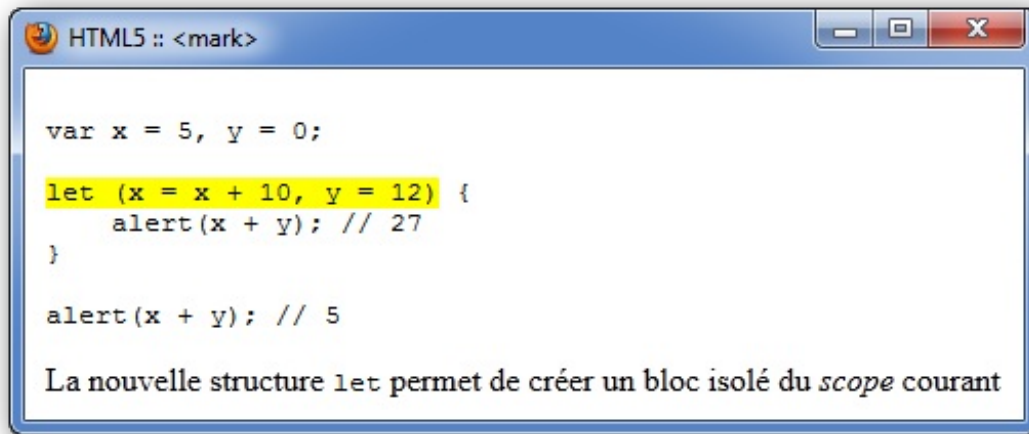 HTML5 :: <mark>
var x = 5, y = 0;
let (x = x + 10, y = 12) {
    alert(x + y); // 27
}
alert(x + y); // 5
La nouvelle structure let permet de créer un bloc isolé du scope courant